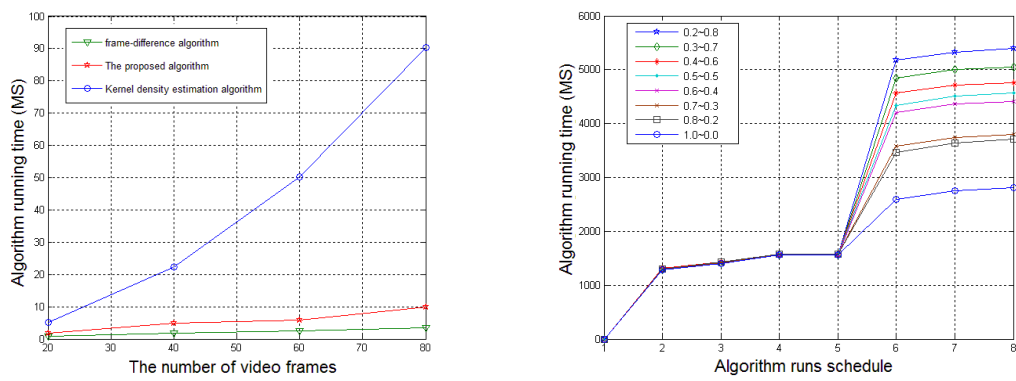 100
90
80
70
60
50
40
30
20
10
0
Algorithm running time (MS)
frame-difference algorithm
The proposed algorithm
Kernel density estimation algorithm
20 30 40 50 60 70 80
The number of video frames
6000
5000
4000
3000
2000
1000
0
Algorithm running time (MS)
0.2~0.8
0.3~0.7
0.4~0.6
0.5~0.5
0.6~0.4
0.7~0.3
0.8~0.2
1.0~0.0
1 2 3 4 5 6 7 8
Algorithm runs schedule